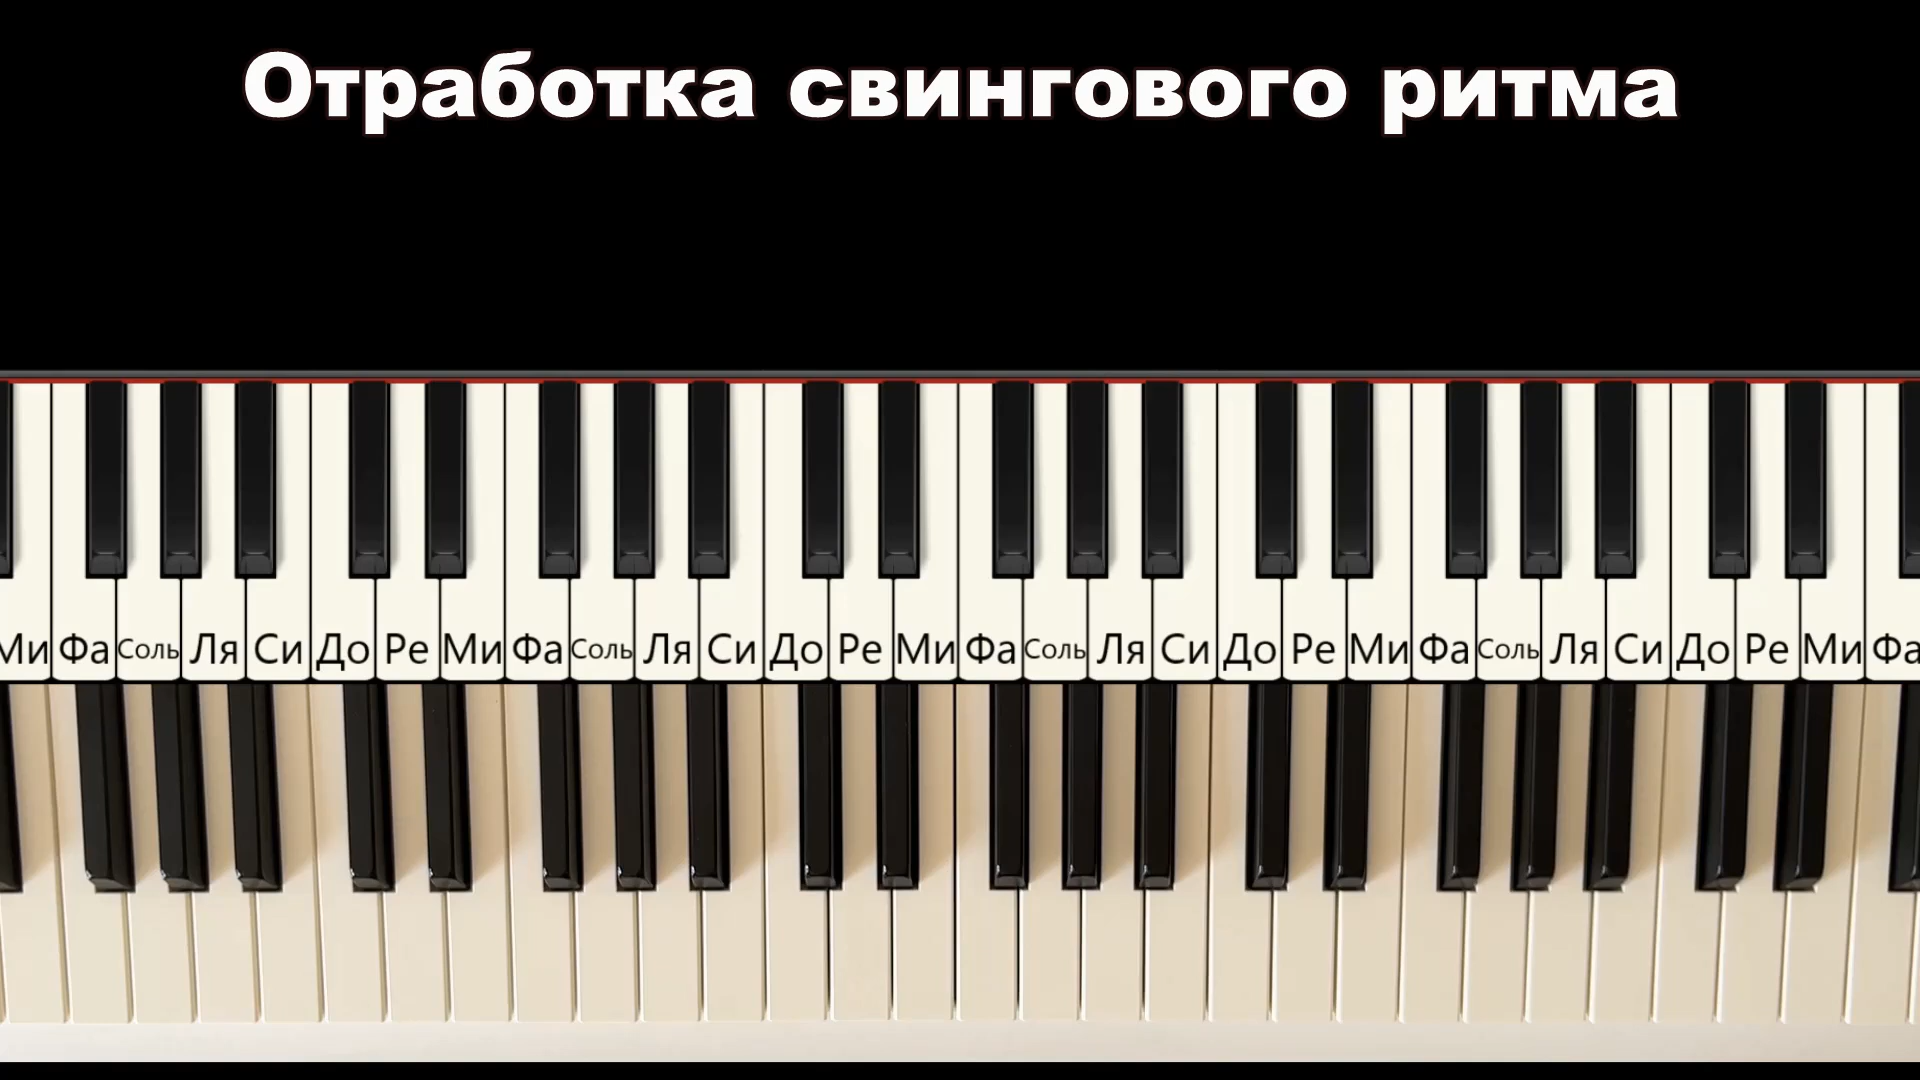 Отработка свингового ритма
Ми Фа Соль Ля Си До Ре Ми Фа Соль Ля Си До Ре Ми Фа Соль Ля Си До Ре Ми Фа Соль Ля Си До Ре Ми Фа